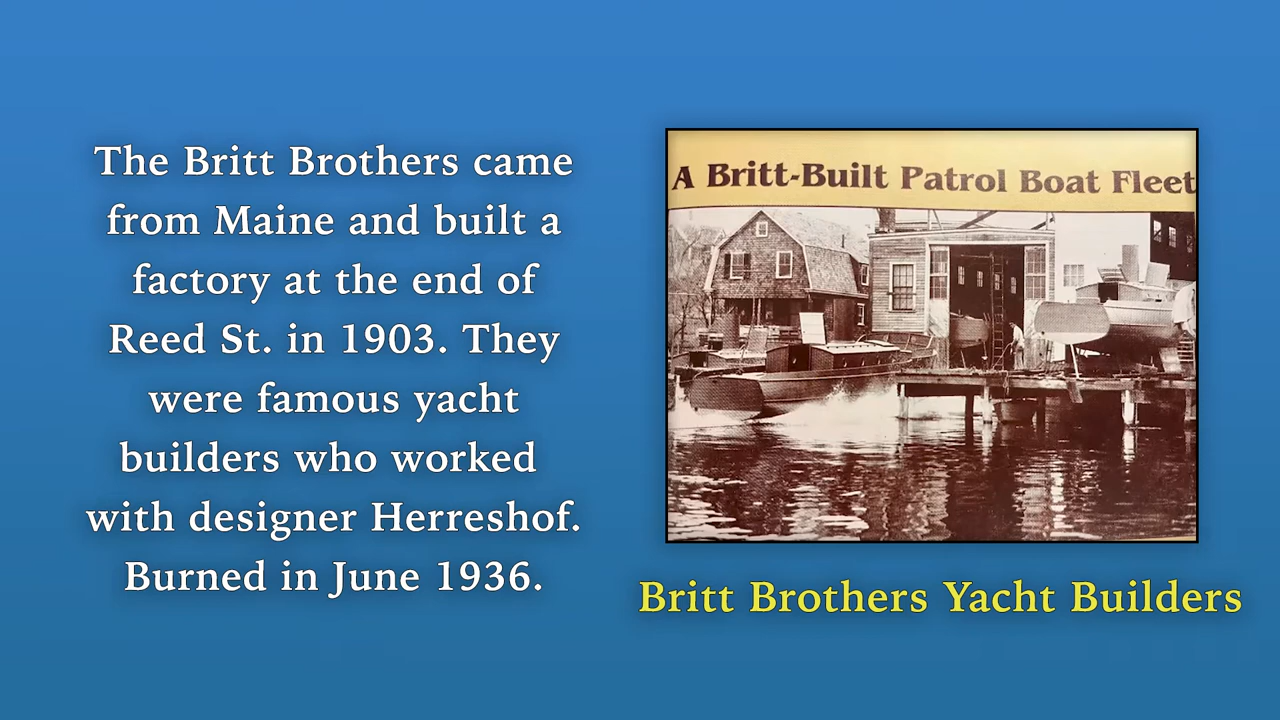 The Britt Brothers came
from Maine and built a
factory at the end of
Reed St. in 1903. They
were famous yacht
builders who worked
with designer Herreshof.
Burned in June 1936.
A Britt-Built Patrol Boat Fleet
Britt Brothers Yacht Builders